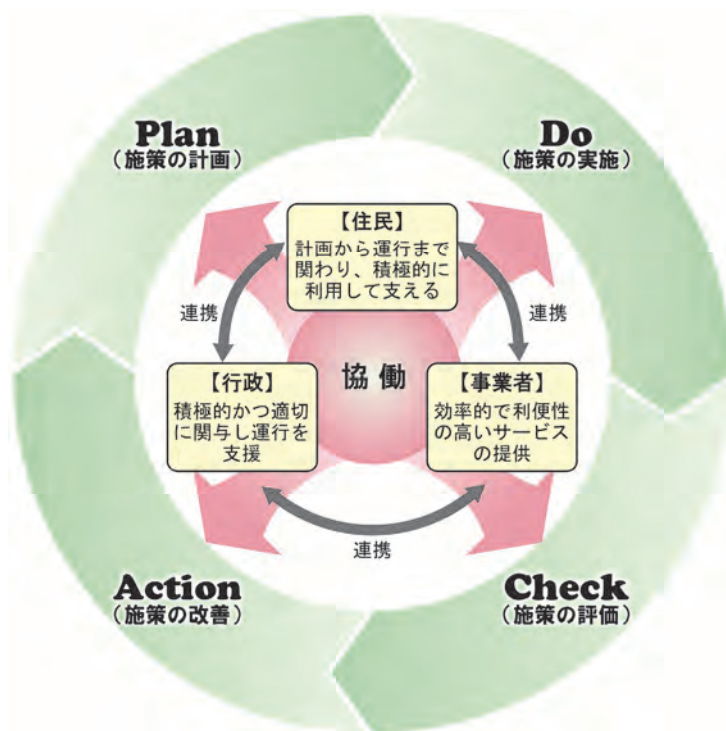 Plan
（施策の計画）
Do
（施策の実施）
【住民】
計画から運行まで
関わり、積極的に
利用して支える
連携
連携
協働
【行政】
積極的かつ適切
に関与し運行を
支援
【事業者】
効率的で利便性
の高いサービス
の提供
連携
Action
（施策の改善）
Check
（施策の評価）